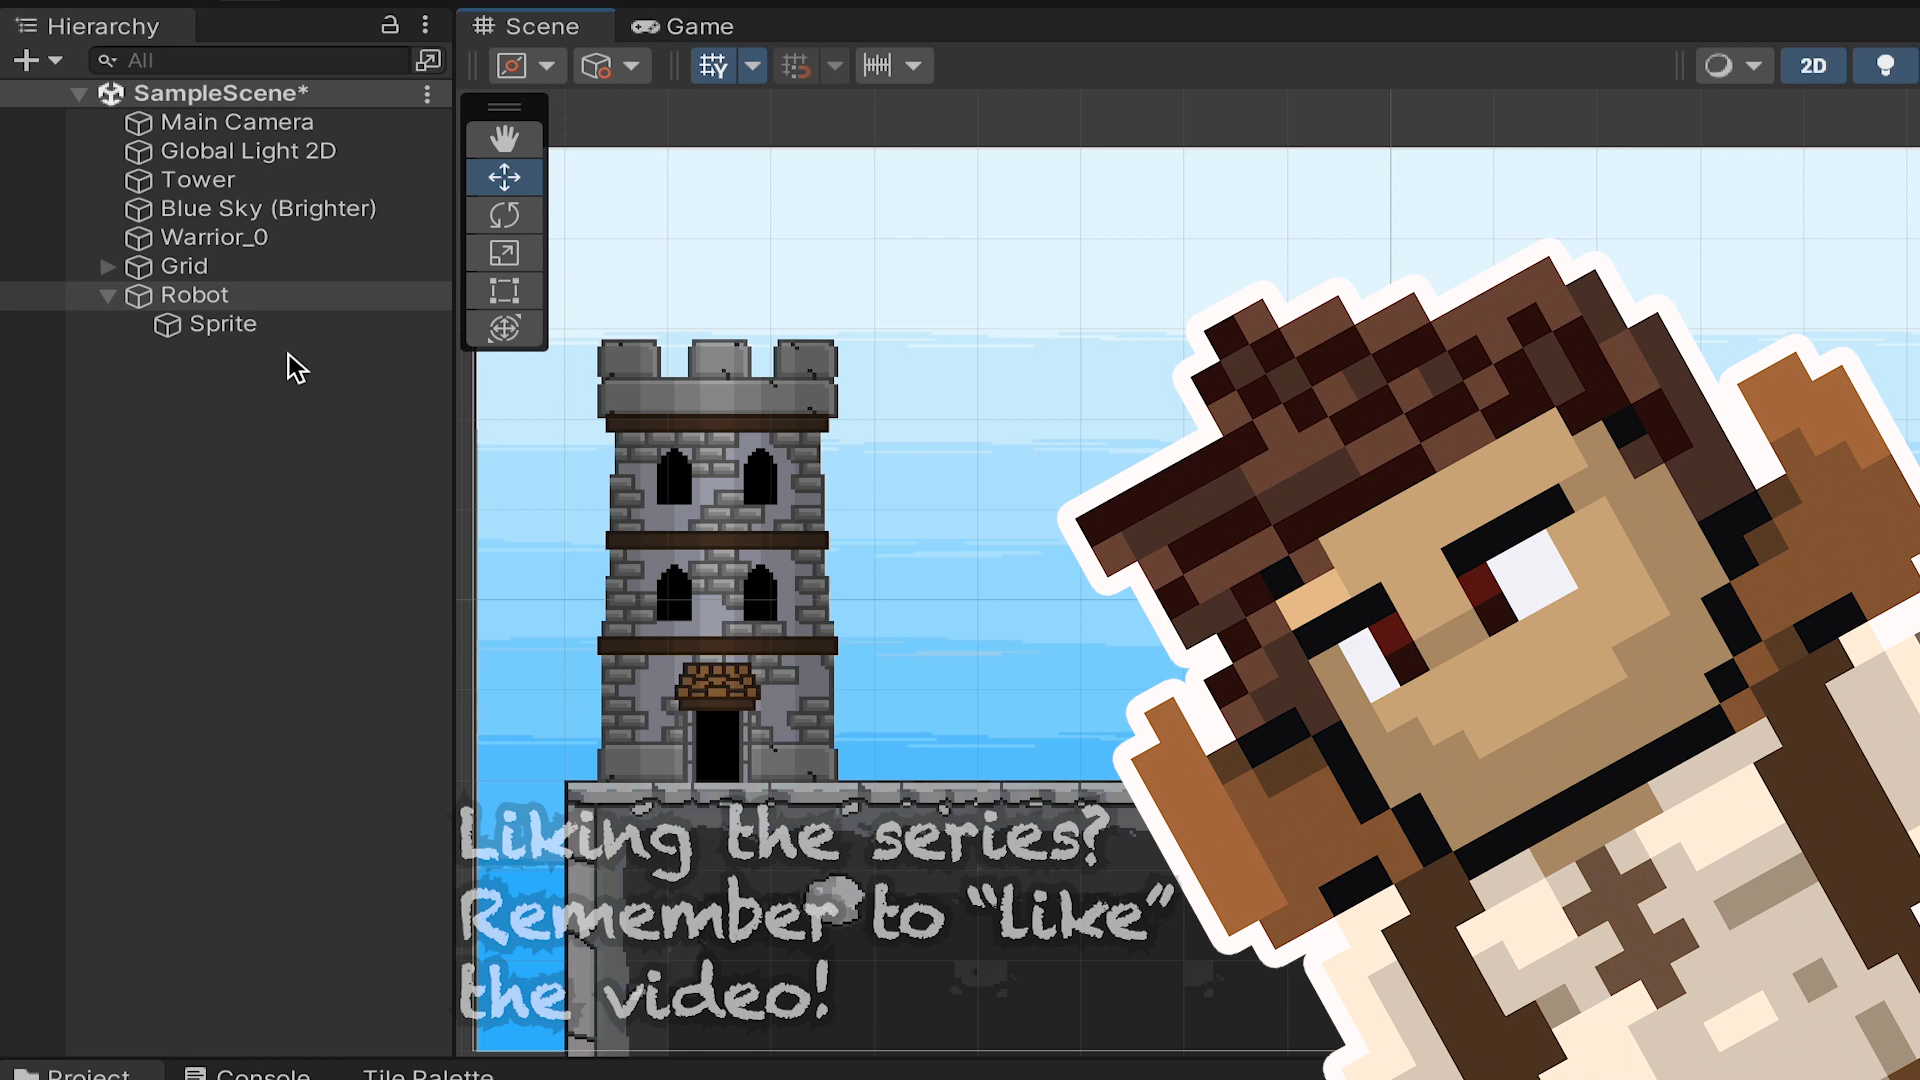 Hierarchy
Scene
Game
All
2D
SampleScene*
Main Camera
Global Light 2D
Tower
Blue Sky (Brighter)
Warrior_0
Grid
Robot
Sprite
Liking the series?
Remember to “like”
the video!
Project
Console
Tile Palette